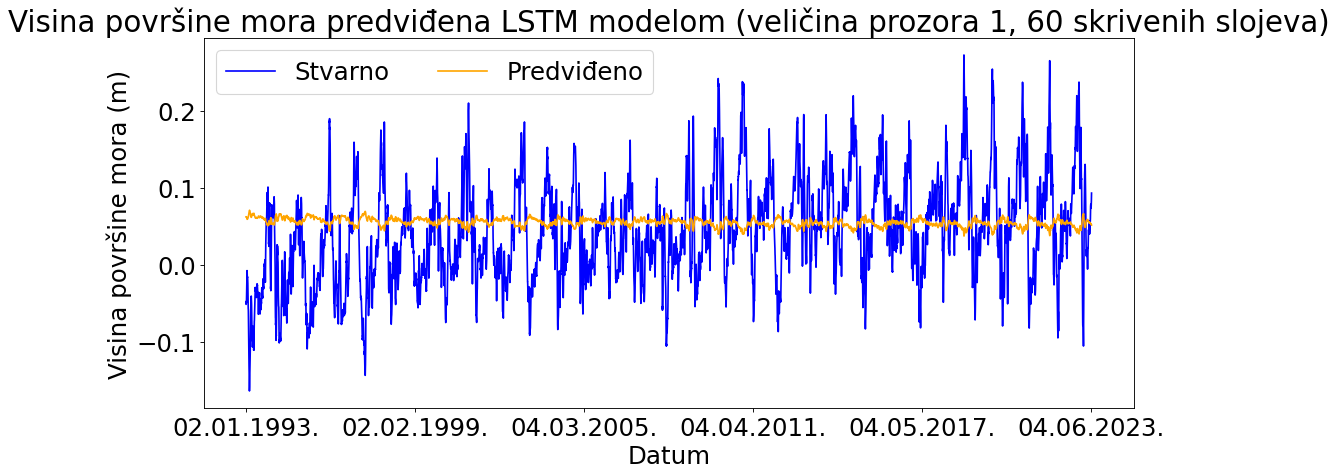 Visina površine mora predviđena LSTM modelom (veličina prozora 1, 60 skrivenih slojeva)
Stvarno
Predviđeno
Visina površine mora (m)
0.2
0.1
0.0
−0.1
02.01.1993.
02.02.1999.
04.03.2005.
04.04.2011.
04.05.2017.
04.06.2023.
Datum